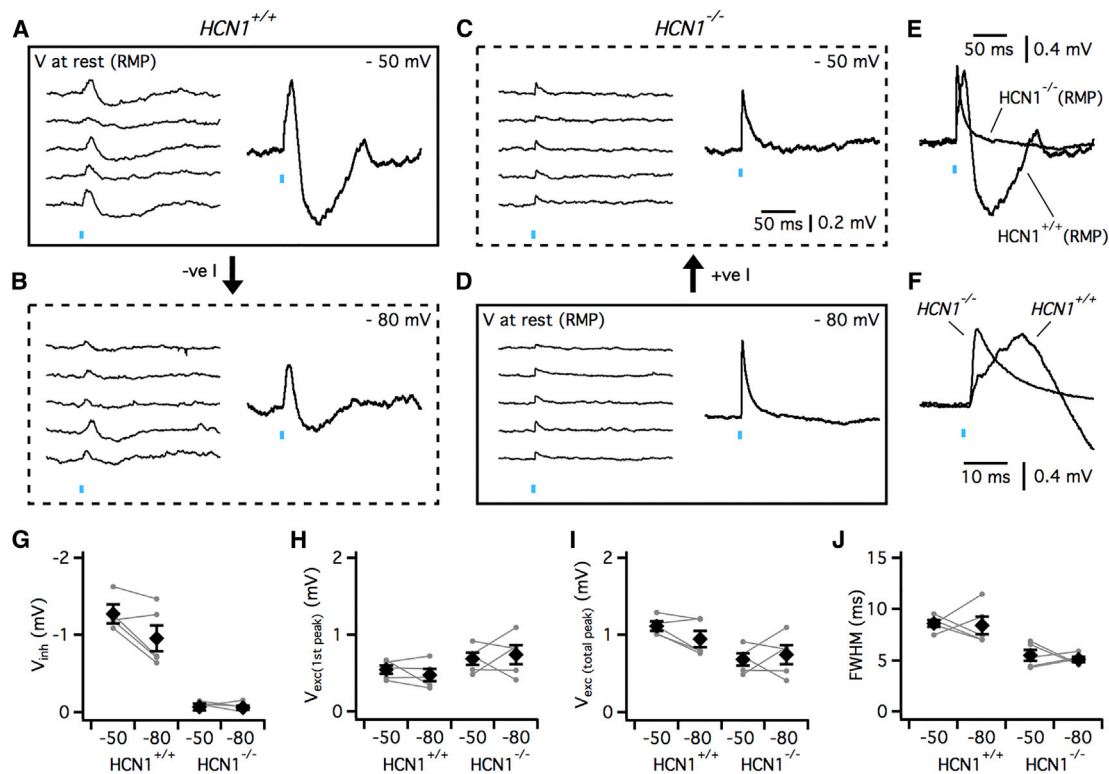 A
HCN1+/+
V at rest (RMP)
- 50 mV
C
HCN1-/-
- 50 mV
50 ms
0.2 mV
E
50 ms
0.4 mV
HCN1-/-(RMP)
HCN1+/+(RMP)
-ve I
+ve I
B
- 80 mV
D
V at rest (RMP)
- 80 mV
F
HCN1-/-
HCN1+/+
10 ms
0.4 mV
G
-2
-1
0
Vinh (mV)
-50 -80 -50 -80
HCN1+/+ HCN1-/-
H
2
1
0
Vexc(1st peak) (mV)
-50 -80 -50 -80
HCN1+/+ HCN1-/-
I
2
1
0
Vexc (total peak) (mV)
-50 -80 -50 -80
HCN1+/+ HCN1-/-
J
15
10
5
0
FWHM (ms)
-50 -80 -50 -80
HCN1+/+ HCN1-/-